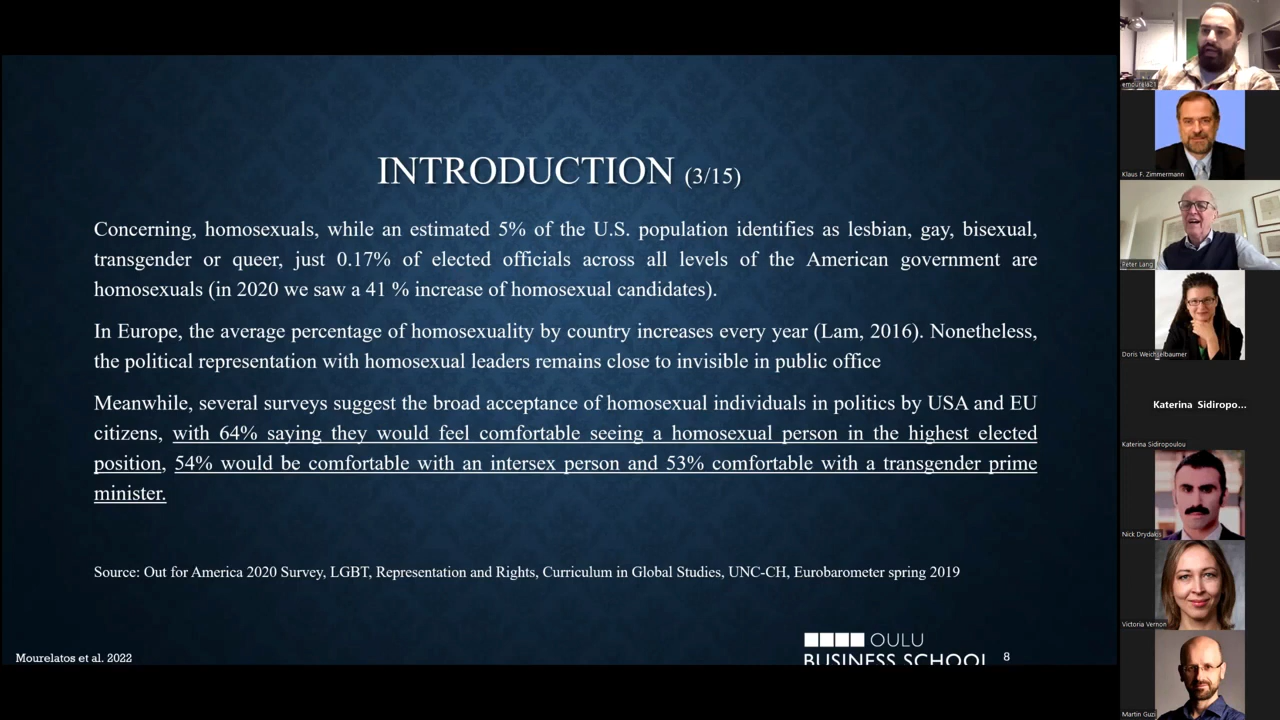 INTRODUCTION (3/15)
Concerning, homosexuals, while an estimated 5% of the U.S. population identifies as lesbian, gay, bisexual,
transgender or queer, just 0.17% of elected officials across all levels of the American government are
homosexuals (in 2020 we saw a 41 % increase of homosexual candidates).
In Europe, the average percentage of homosexuality by country increases every year (Lam, 2016). Nonetheless,
the political representation with homosexual leaders remains close to invisible in public office
Meanwhile, several surveys suggest the broad acceptance of homosexual individuals in politics by USA and EU
citizens, with 64% saying they would feel comfortable seeing a homosexual person in the highest elected
position, 54% would be comfortable with an intersex person and 53% comfortable with a transgender prime
minister.
Source: Out for America 2020 Survey, LGBT, Representation and Rights, Curriculum in Global Studies, UNC-CH, Eurobarometer spring 2019
Mourelatos et al. 2022
OULU
BUSINESS SCHOOL
8
Klaus F. Zimmermann
Peter Lang
Doris Weichselbaumer
Katerina Sidiropo...
Katerina Sidiropoulou
Nick Drydakis
Victoria Vernon
Martin Guzi